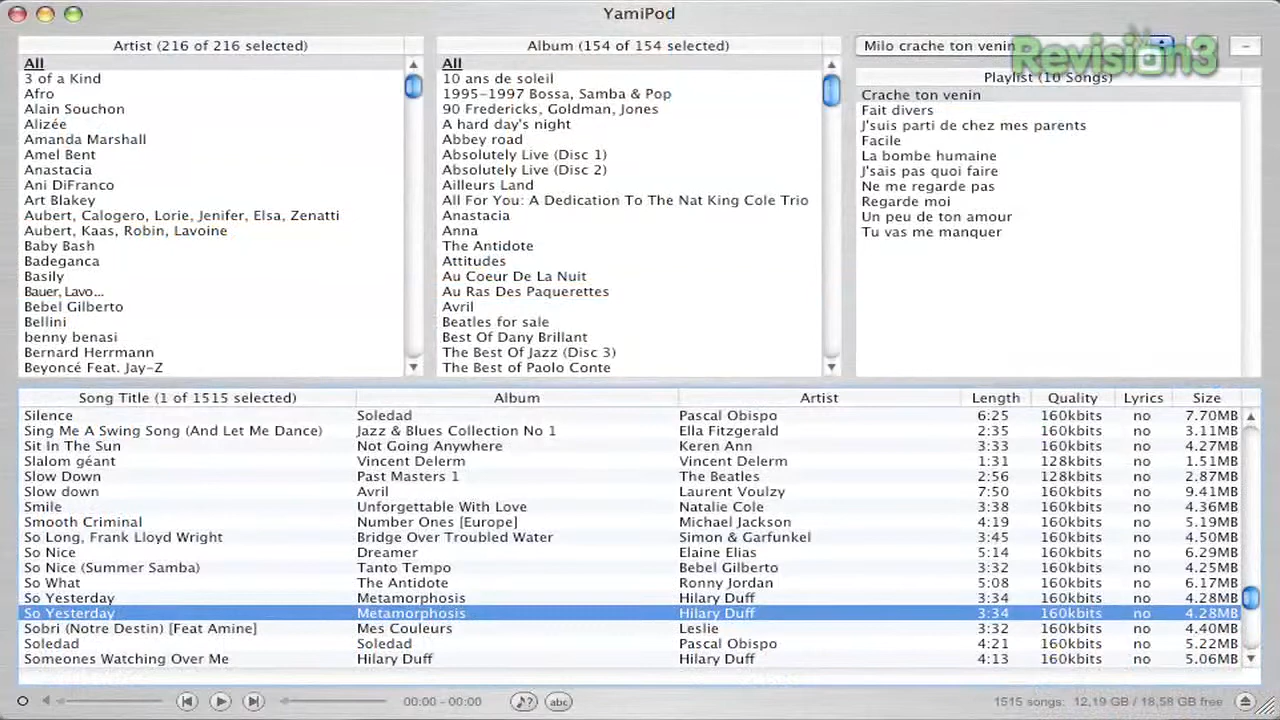 YamiPod
Artist (216 of 216 selected)
All
3 of a Kind
Afro
Alain Souchon
Alizée
Amanda Marshall
Amel Bent
Anastacia
Ani DiFranco
Art Blakey
Aubert, Calogero, Lorie, Jenifer, Elsa, Zenatti
Aubert, Kaas, Robin, Lavoine
Baby Bash
Badeganca
Basily
Bauer, Lavo...
Bebel Gilberto
Bellini
benny benasi
Bernard Herrmann
Beyoncé Feat. Jay-Z
Album (154 of 154 selected)
All
10 ans de soleil
1995-1997 Bossa, Samba & Pop
90 Fredericks, Goldman, Jones
A hard day's night
Abbey road
Absolutely Live (Disc 1)
Absolutely Live (Disc 2)
Ailleurs Land
All For You: A Dedication To The Nat King Cole Trio
Anastacia
Anna
The Antidote
Attitudes
Au Coeur De La Nuit
Au Ras Des Paquerettes
Avril
Beatles for sale
Best Of Dany Brillant
The Best Of Jazz (Disc 3)
The Best of Paolo Conte
Milo crache ton venin
Revision3
Playlist (10 Songs)
Crache ton venin
Fait divers
J'suis parti de chez mes parents
Facile
La bombe humaine
J'sais pas quoi faire
Ne me regarde pas
Regarde moi
Un peu de ton amour
Tu vas me manquer
Song Title (1 of 1515 selected) Album Artist Length Quality Lyrics Size
Silence Soledad Pascal Obispo 6:25 160kbits no 7.70MB
Sing Me A Swing Song (And Let Me Dance) Jazz & Blues Collection No 1 Ella Fitzgerald 2:35 160kbits no 3.11MB
Sit In The Sun Not Going Anywhere Keren Ann 3:33 160kbits no 4.27MB
Slalom géant Vincent Delerm Vincent Delerm 1:31 128kbits no 1.51MB
Slow Down Past Masters 1 The Beatles 2:56 128kbits no 2.87MB
Slow down Avril Laurent Voulzy 7:50 160kbits no 9.41MB
Smile Unforgettable With Love Natalie Cole 3:38 160kbits no 4.36MB
Smooth Criminal Number Ones [Europe] Michael Jackson 4:19 160kbits no 5.19MB
So Long, Frank Lloyd Wright Bridge Over Troubled Water Simon & Garfunkel 3:45 160kbits no 4.50MB
So Nice Dreamer Elaine Elias 5:14 160kbits no 6.29MB
So Nice (Summer Samba) Tanto Tempo Bebel Gilberto 3:32 160kbits no 4.25MB
So What The Antidote Ronny Jordan 5:08 160kbits no 6.17MB
So Yesterday Metamorphosis Hilary Duff 3:34 160kbits no 4.28MB
So Yesterday Metamorphosis Hilary Duff 3:34 160kbits no 4.28MB
Sobri (Notre Destin) [Feat Amine] Mes Couleurs Leslie 3:32 160kbits no 4.40MB
Soledad Soledad Pascal Obispo 4:21 160kbits no 5.22MB
Someones Watching Over Me Hilary Duff Hilary Duff 4:13 160kbits no 5.06MB
00:00 - 00:00 ? abc 1515 songs: 12,19 GB / 18,58 GB free